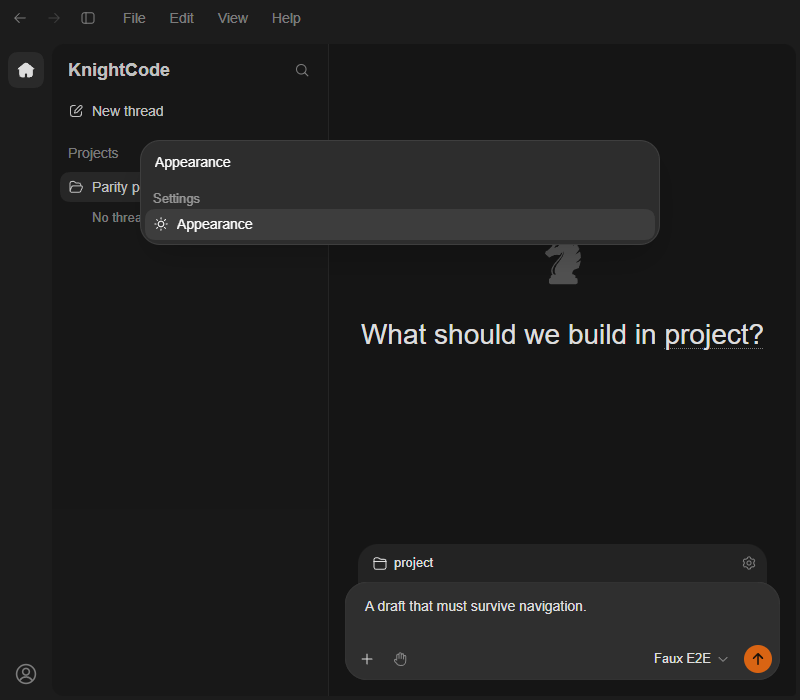 File Edit View Help
KnightCode
New thread
Projects
Parity p
No threa
Appearance
Settings
Appearance
What should we build in project?
project
A draft that must survive navigation.
Faux E2E